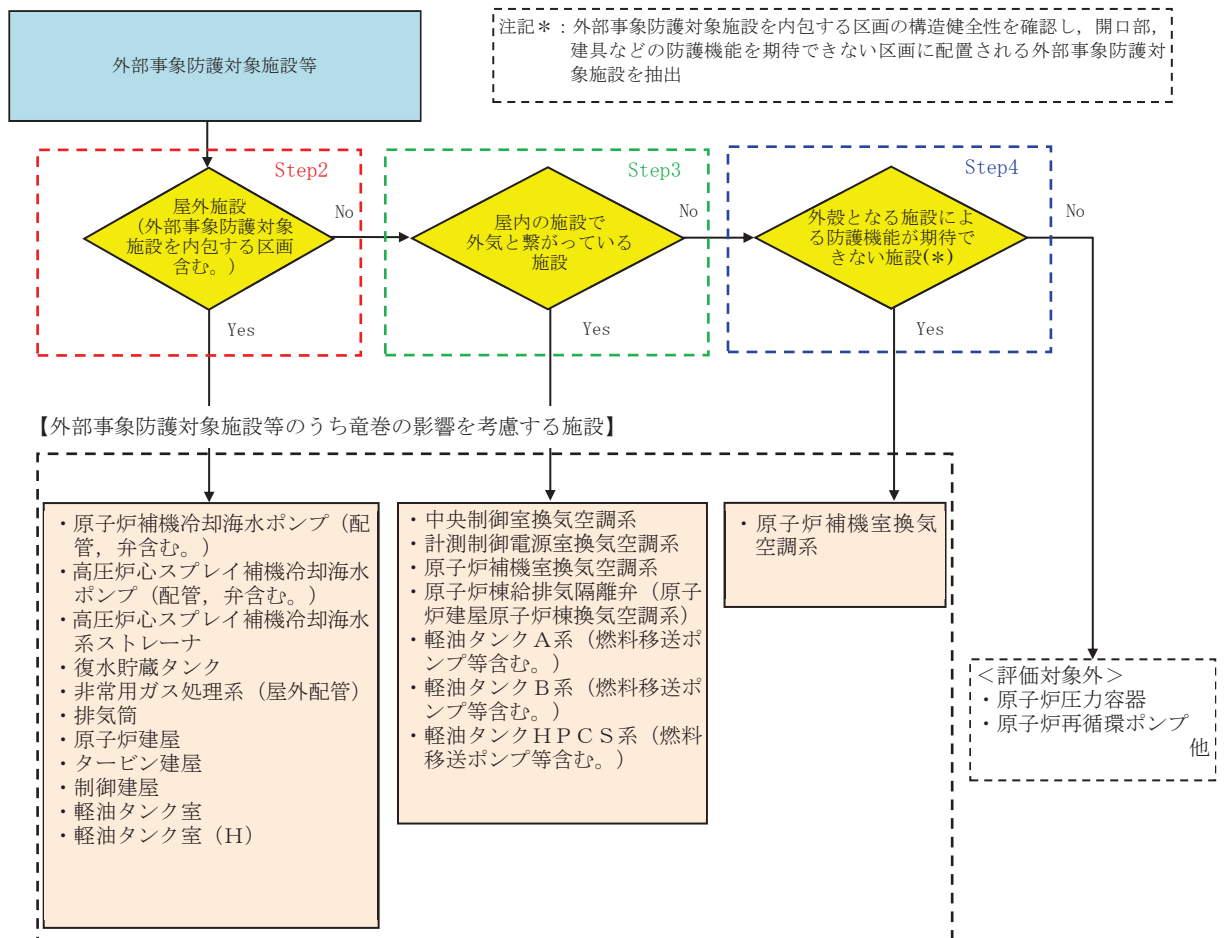 外部事象防護対象施設等
注記＊：外部事象防護対象施設を内包する区画の構造健全性を確認し，開口部，
建具などの防護機能を期待できない区画に配置される外部事象防護対
象施設を抽出
Step2
屋外施設
（外部事象防護対象
施設を内包する区画
含む。）
No
Yes
Step3
屋内の施設で
外気と繋がっている
施設
No
Yes
Step4
外殻となる施設によ
る防護機能が期待で
きない施設(＊)
No
Yes
【外部事象防護対象施設等のうち竜巻の影響を考慮する施設】
・原子炉補機冷却海水ポンプ（配
管，弁含む。）
・高圧炉心スプレイ補機冷却海水
ポンプ（配管，弁含む。）
・高圧炉心スプレイ補機冷却海水
系ストレーナ
・復水貯蔵タンク
・非常用ガス処理系（屋外配管）
・排気筒
・原子炉建屋
・タービン建屋
・制御建屋
・軽油タンク室
・軽油タンク室（Ｈ）
・中央制御室換気空調系
・計測制御電源室換気空調系
・原子炉補機室換気空調系
・原子炉棟給排気隔離弁（原子
炉建屋原子炉棟換気空調系）
・軽油タンクＡ系（燃料移送ポ
ンプ等含む。）
・軽油タンクＢ系（燃料移送ポ
ンプ等含む。）
・軽油タンクＨＰＣＳ系（燃料
移送ポンプ等含む。）
・原子炉補機室換気
空調系
＜評価対象外＞
・原子炉圧力容器
・原子炉再循環ポンプ
他